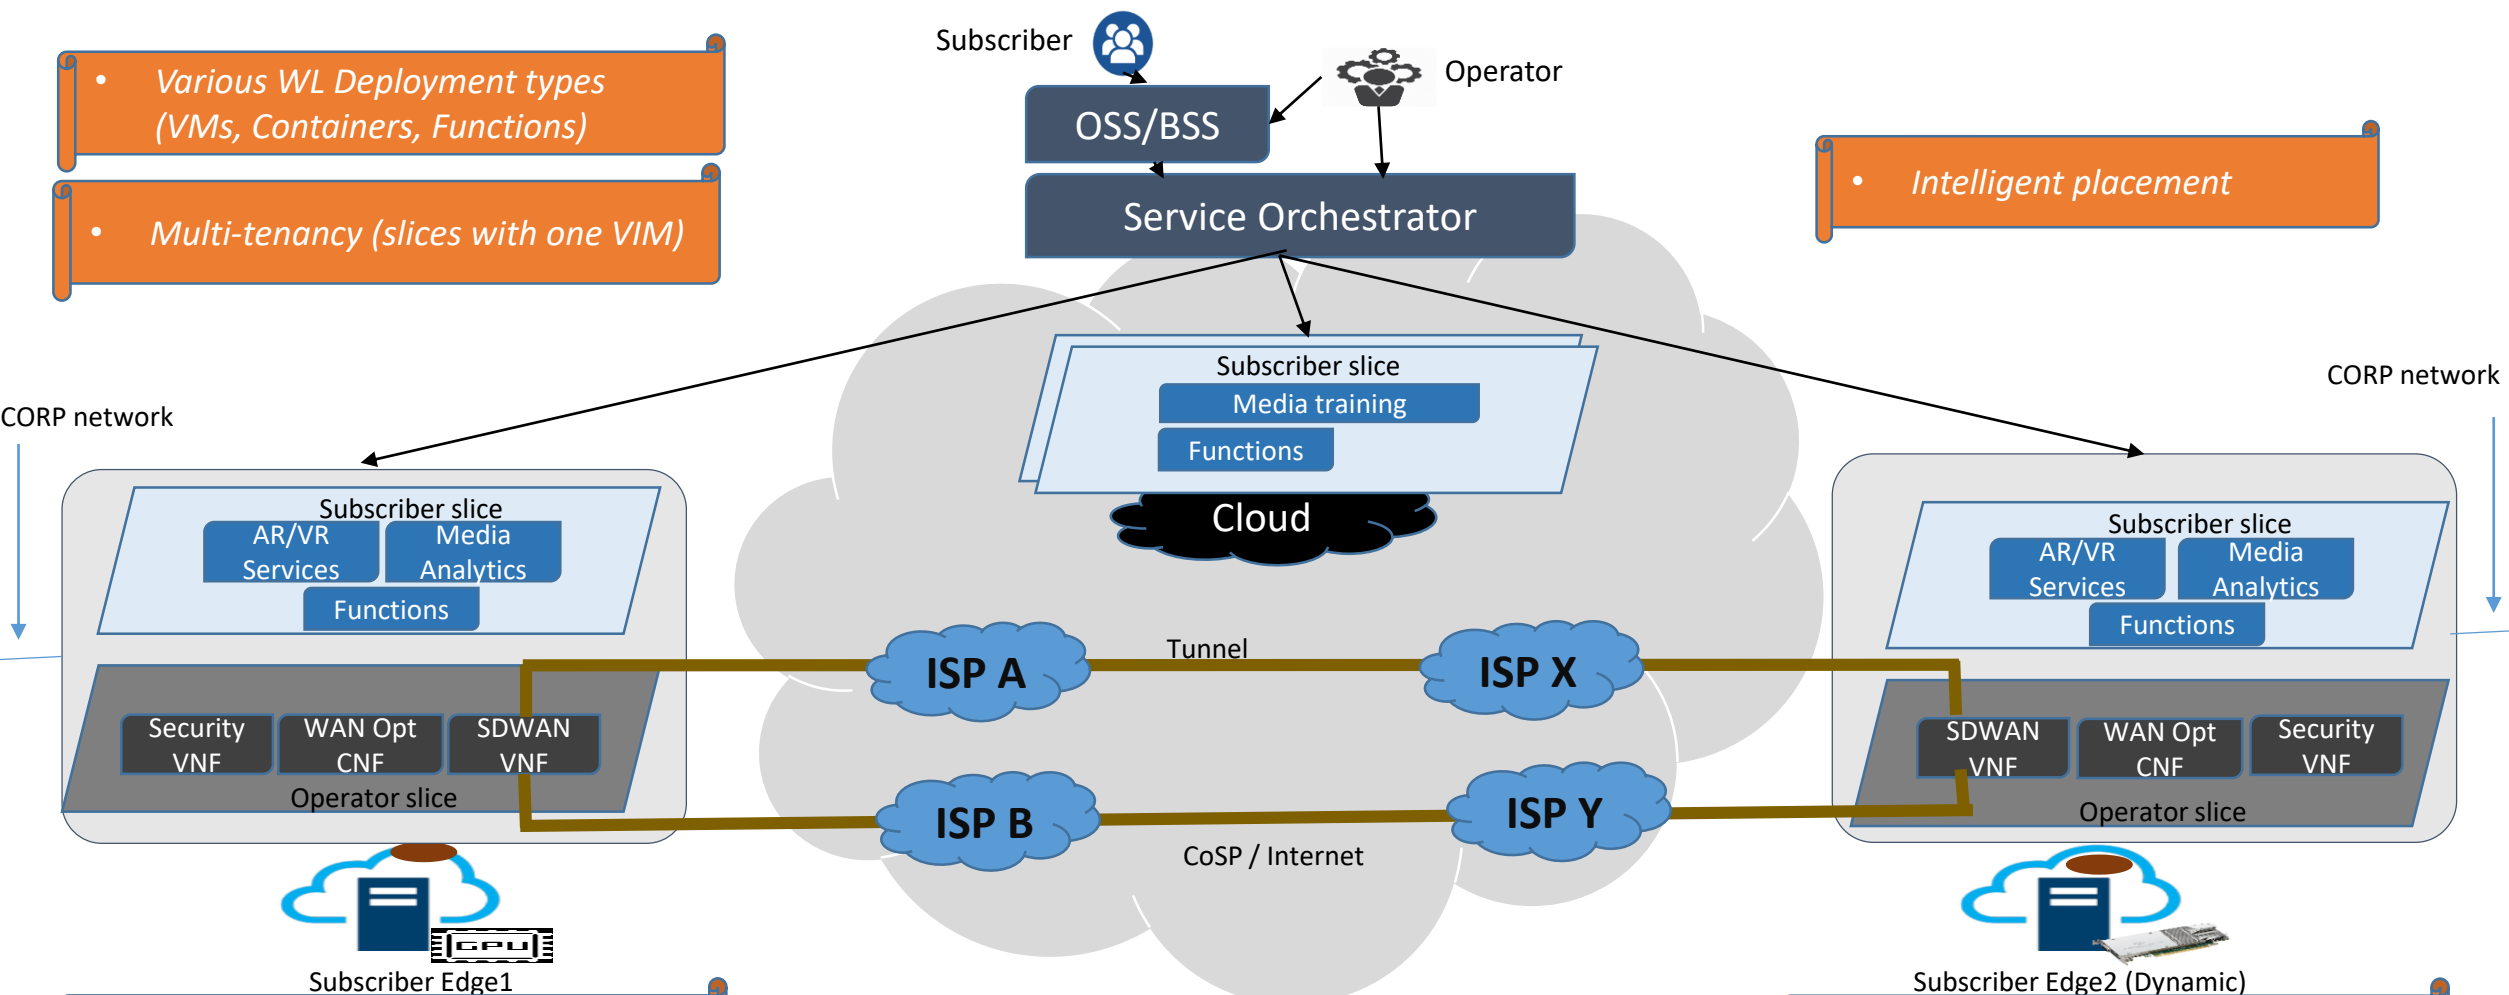 Subscriber
Operator
• Various WL Deployment types
(VMs, Containers, Functions)
OSS/BSS
• Intelligent placement
• Multi-tenancy (slices with one VIM)
Service Orchestrator
Subscriber slice
Media training
Functions
Cloud
CORP network
CORP network
Subscriber slice
AR/VR
Services
Media
Analytics
Functions
Subscriber slice
AR/VR
Services
Media
Analytics
Functions
ISP A
Tunnel
ISP X
Security
VNF
WAN Opt
CNF
SDWAN
VNF
Operator slice
SDWAN
VNF
WAN Opt
CNF
Security
VNF
Operator slice
ISP B
ISP Y
CoSP / Internet
GPU
Subscriber Edge1
Subscriber Edge2 (Dynamic)